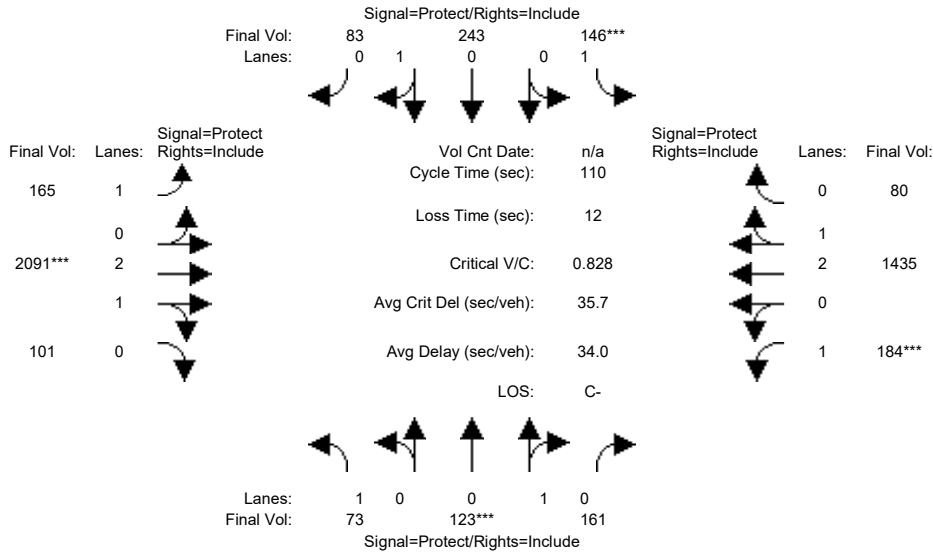 Signal=Protect/Rights=Include
Final Vol: 83 243 146***
Lanes: 0 1 0 0 1
Signal=Protect
Final Vol: Lanes: Rights=Include
Vol Cnt Date: n/a
Signal=Protect
Rights=Include Lanes: Final Vol:
Cycle Time (sec): 110
165 1
0 80
Loss Time (sec): 12
0
1
2091*** 2
Critical V/C: 0.828
2 1435
1
Avg Crit Del (sec/veh): 35.7
0
101 0
Avg Delay (sec/veh): 34.0
1 184***
LOS: C-
Lanes: 1 0 0 1 0
Final Vol: 73 123*** 161
Signal=Protect/Rights=Include